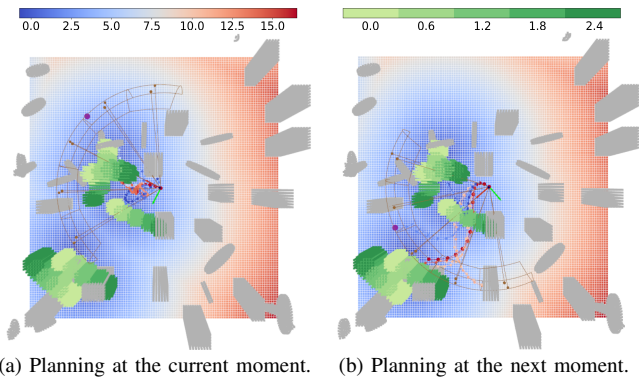 0.0 2.5 5.0 7.5 10.0 12.5 15.0
0.0 0.6 1.2 1.8 2.4
(a) Planning at the current moment.
(b) Planning at the next moment.